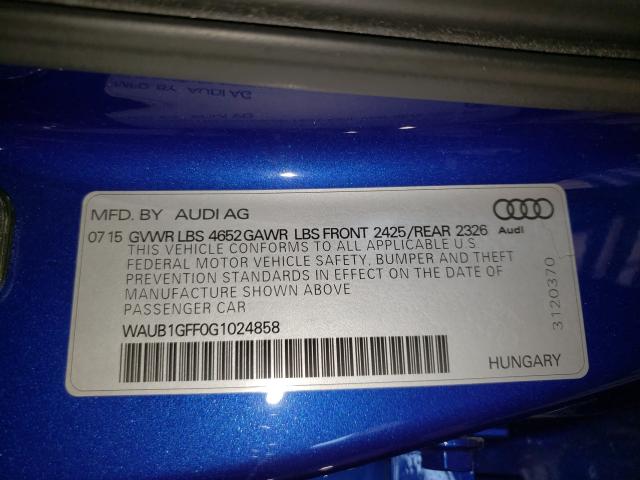 MFD. BY AUDI AG
07 15 GVWR LBS 4652 GAWR LBS FRONT 2425/REAR 2326
Audi
THIS VEHICLE CONFORMS TO ALL APPLICABLE U.S.
FEDERAL MOTOR VEHICLE SAFETY, BUMPER AND THEFT
PREVENTION STANDARDS IN EFFECT ON THE DATE OF
MANUFACTURE SHOWN ABOVE
PASSENGER CAR
3120370
WAUB1GFF0G1024858
HUNGARY